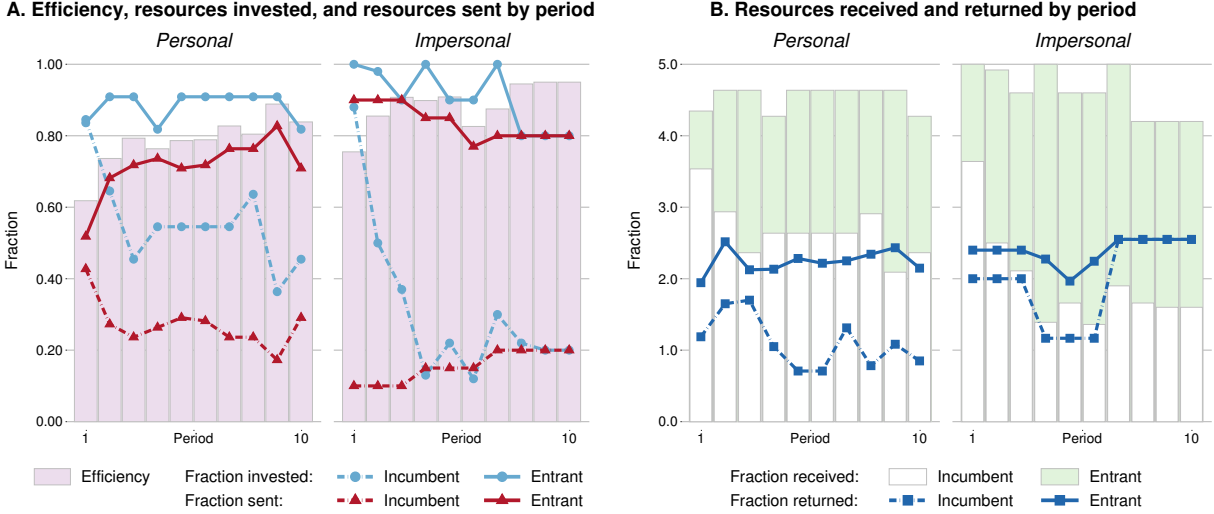 A. Efficiency, resources invested, and resources sent by period
B. Resources received and returned by period
Personal
Impersonal
Personal
Impersonal
1.00
0.80
0.60
0.40
0.20
0.00
Fraction
1
Period
10
1
Period
10
5.0
4.0
3.0
2.0
1.0
0.0
Fraction
1
Period
10
1
Period
10
Efficiency
Fraction invested:
Incumbent
Entrant
Fraction sent:
Incumbent
Entrant
Fraction received:
Incumbent
Entrant
Fraction returned:
Incumbent
Entrant